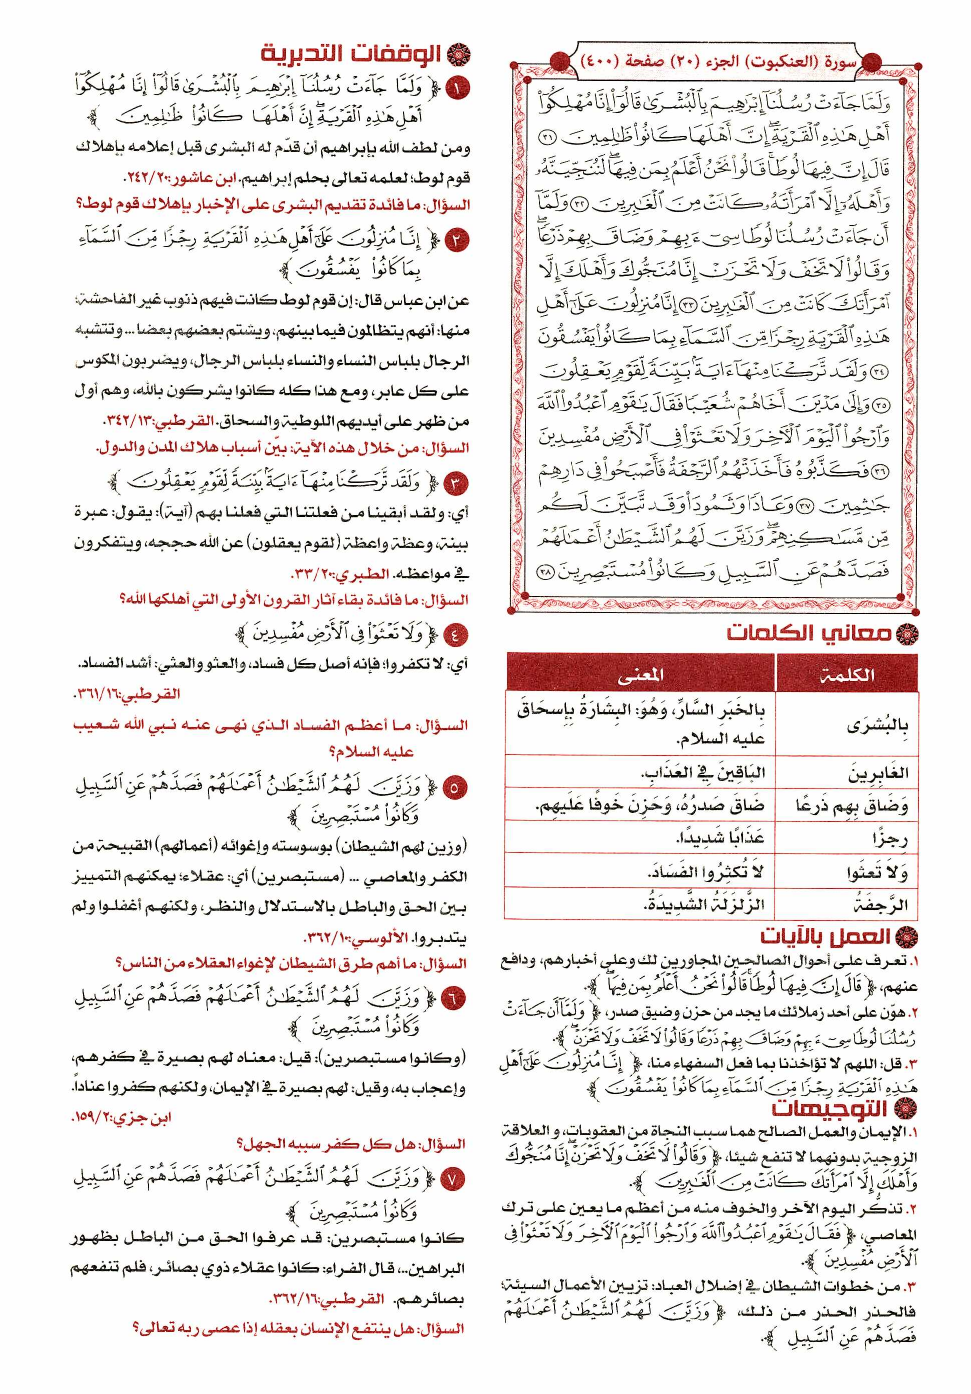 سورة (العنكبوت) الجزء (٢٠) صفحة (٤٠٠)
وَلَمَّا جَآءَتْ رُسُلُنَآ إِبْرَٰهِيمَ بِٱلْبُشْرَىٰ قَالُوٓا۟ إِنَّا مُهْلِكُوٓا۟
أَهْلِ هَٰذِهِ ٱلْقَرْيَةِ ۖ إِنَّ أَهْلَهَا كَانُوا۟ ظَٰلِمِينَ ٣١
قَالَ إِنَّ فِيهَا لُوطًا ۚ قَالُوا۟ نَحْنُ أَعْلَمُ بِمَن فِيهَا ۖ لَنُنَجِّيَنَّهُۥ
وَأَهْلَهُۥٓ إِلَّا ٱمْرَأَتَهُۥ كَانَتْ مِنَ ٱلْغَٰبِرِينَ ٣٢ وَلَمَّآ
أَن جَآءَتْ رُسُلُنَا لُوطًا سِىٓءَ بِهِمْ وَضَاقَ بِهِمْ ذَرْعًا ۖ
وَقَالُوا۟ لَا تَخَفْ وَلَا تَحْزَنْ ۖ إِنَّا مُنَجُّوكَ وَأَهْلَكَ إِلَّا
ٱمْرَأَتَكَ كَانَتْ مِنَ ٱلْغَٰبِرِينَ ٣٣ إِنَّا مُنزِلُونَ عَلَىٰٓ أَهْلِ
هَٰذِهِ ٱلْقَرْيَةِ رِجْزًا مِّنَ ٱلسَّمَآءِ بِمَا كَانُوا۟ يَفْسُقُونَ
٣٤ وَلَقَد تَّرَكْنَا مِنْهَآ ءَايَةًۢ بَيِّنَةً لِّقَوْمٍ يَعْقِلُونَ
٣٥ وَإِلَىٰ مَدْيَنَ أَخَاهُمْ شُعَيْبًا فَقَالَ يَٰقَوْمِ ٱعْبُدُوا۟ ٱللَّهَ
وَٱرْجُوا۟ ٱلْيَوْمَ ٱلْءَاخِرَ وَلَا تَعْثَوْا۟ فِى ٱلْأَرْضِ مُفْسِدِينَ
٣٦ فَكَذَّبُوهُ فَأَخَذَتْهُمُ ٱلرَّجْفَةُ فَأَصْبَحُوا۟ فِى دَارِهِمْ
جَٰثِمِينَ ٣٧ وَعَادًا وَثَمُودَا۟ وَقَد تَّبَيَّنَ لَكُم
مِّن مَّسَٰكِنِهِمْ ۖ وَزَيَّنَ لَهُمُ ٱلشَّيْطَٰنُ أَعْمَٰلَهُمْ
فَصَدَّهُمْ عَنِ ٱلسَّبِيلِ وَكَانُوا۟ مُسْتَبْصِرِينَ ٣٨
معاني الكلمات
الكلمة المعنى
بِالبُشرَى بِالخَبَرِ السَّارِّ، وَهُوَ: البِشَارَةُ بِإِسحَاقَ
عليه السلام.
الغَابِرِينَ البَاقِينَ فِي العَذَابِ.
وَضَاقَ بِهِم ذَرعًا ضَاقَ صَدرُهُ، وَحَزِنَ خَوفًا عَلَيهِم.
رِجزًا عَذَابًا شَدِيدًا.
وَلاَ تَعثَوا لاَ تُكثِرُوا الفَسَادَ.
الرَّجفَةُ الزَّلزَلَةُ الشَّدِيدَةُ.
العمل بالآيات
١. تعرف على أحوال الصالحين المجاورين لك وعلى أخبارهم، ودافع
عنهم، ﴿ قَالَ إِنَّ فِيهَا لُوطًا ۚ قَالُوا۟ نَحْنُ أَعْلَمُ بِمَن فِيهَا ﴾.
٢. هوّن على أحد زملائك ما يجد من حزن وضيق صدر، ﴿ وَلَمَّآ أَن جَآءَتْ
رُسُلُنَا لُوطًا سِىٓءَ بِهِمْ وَضَاقَ بِهِمْ ذَرْعًا وَقَالُوا۟ لَا تَخَفْ وَلَا تَحْزَنْ ﴾.
٣. قل: اللهم لا تؤاخذنا بما فعل السفهاء منا، ﴿ إِنَّا مُنزِلُونَ عَلَىٰٓ أَهْلِ
هَٰذِهِ ٱلْقَرْيَةِ رِجْزًا مِّنَ ٱلسَّمَآءِ بِمَا كَانُوا۟ يَفْسُقُونَ ﴾
التوجيهات
١. الإيمان والعمل الصالح هما سبب النجاة من العقوبات، و العلاقة
الزوجية بدونهما لا تنفع شيئا، ﴿ وَقَالُوا۟ لَا تَخَفْ وَلَا تَحْزَنْ ۖ إِنَّا مُنَجُّوكَ
وَأَهْلَكَ إِلَّا ٱمْرَأَتَكَ كَانَتْ مِنَ ٱلْغَٰبِرِينَ ﴾.
٢. تذكُّر اليوم الآخر والخوف منه من أعظم ما يعين على ترك
المعاصي، ﴿ فَقَالَ يَٰقَوْمِ ٱعْبُدُوا۟ ٱللَّهَ وَٱرْجُوا۟ ٱلْيَوْمَ ٱلْءَاخِرَ وَلَا تَعْثَوْا۟ فِى
ٱلْأَرْضِ مُفْسِدِينَ ﴾.
٣. من خطوات الشيطان في إضلال العباد: تزيين الأعمال السيئة؛
فالحذر الحذر من ذلك، ﴿ وَزَيَّنَ لَهُمُ ٱلشَّيْطَٰنُ أَعْمَٰلَهُمْ
فَصَدَّهُمْ عَنِ ٱلسَّبِيلِ ﴾.
الوقفات التدبرية
١ ﴿ وَلَمَّا جَآءَتْ رُسُلُنَآ إِبْرَٰهِيمَ بِٱلْبُشْرَىٰ قَالُوٓا۟ إِنَّا مُهْلِكُوٓا۟
أَهْلِ هَٰذِهِ ٱلْقَرْيَةِ ۖ إِنَّ أَهْلَهَا كَانُوا۟ ظَٰلِمِينَ ﴾
ومن لطف الله بإبراهيم أن قدّم له البشرى قبل إعلامه بإهلاك
قوم لوط؛ لعلمه تعالى بحلم إبراهيم. ابن عاشور:٢٤٢/٢٠.
السؤال: ما فائدة تقديم البشرى على الإخبار بإهلاك قوم لوط؟
٢ ﴿ إِنَّا مُنزِلُونَ عَلَىٰٓ أَهْلِ هَٰذِهِ ٱلْقَرْيَةِ رِجْزًا مِّنَ ٱلسَّمَآءِ
بِمَا كَانُوا۟ يَفْسُقُونَ ﴾
عن ابن عباس قال: إن قوم لوط كانت فيهم ذنوب غير الفاحشة؛
منها: أنهم يتظالمون فيما بينهم، ويشتم بعضهم بعضا ... وتتشبه
الرجال بلباس النساء والنساء بلباس الرجال، ويضربون المكوس
على كل عابر، ومع هذا كله كانوا يشركون بالله، وهم أول
من ظهر على أيديهم اللوطية والسحاق. القرطبي:٣٤٢/١٣.
السؤال: من خلال هذه الآية: بيّن أسباب هلاك المدن والدول.
٣ ﴿ وَلَقَد تَّرَكْنَا مِنْهَآ ءَايَةًۢ بَيِّنَةً لِّقَوْمٍ يَعْقِلُونَ ﴾
أي: ولقد أبقينا من فعلتنا التي فعلنا بهم (آية): يقول: عبرة
بينة، وعظة واعظة (لقوم يعقلون) عن الله حججه، ويتفكرون
في مواعظه. الطبري:٣٣/٢٠.
السؤال: ما فائدة بقاء آثار القرون الأولى التي أهلكها الله؟
٤ ﴿ وَلَا تَعْثَوْا۟ فِى ٱلْأَرْضِ مُفْسِدِينَ ﴾
أي: لا تكفروا؛ فإنه أصل كل فساد، والعثو والعثي: أشد الفساد.
القرطبي:٣٦١/١٦.
السؤال: ما أعظم الفساد الذي نهى عنه نبي الله شعيب
عليه السلام؟
٥ ﴿ وَزَيَّنَ لَهُمُ ٱلشَّيْطَٰنُ أَعْمَٰلَهُمْ فَصَدَّهُمْ عَنِ ٱلسَّبِيلِ
وَكَانُوا۟ مُسْتَبْصِرِينَ ﴾
(وزين لهم الشيطان) بوسوسته وإغوائه (أعمالهم) القبيحة من
الكفر والمعاصي ... (مستبصرين) أي: عقلاء؛ يمكنهم التمييز
بين الحق والباطل بالاستدلال والنظر، ولكنهم أغفلوا ولم
يتدبروا. الألوسي:٣٦٢/١٠.
السؤال: ما أهم طرق الشيطان لإغواء العقلاء من الناس؟
٦ ﴿ وَزَيَّنَ لَهُمُ ٱلشَّيْطَٰنُ أَعْمَٰلَهُمْ فَصَدَّهُمْ عَنِ ٱلسَّبِيلِ
وَكَانُوا۟ مُسْتَبْصِرِينَ ﴾
(وكانوا مستبصرين): قيل: معناه لهم بصيرة في كفرهم،
وإعجاب به، وقيل: لهم بصيرة في الإيمان، ولكنهم كفروا عناداً.
ابن جزي:١٥٩/٢.
السؤال: هل كل كفر سببه الجهل؟
٧ ﴿ وَزَيَّنَ لَهُمُ ٱلشَّيْطَٰنُ أَعْمَٰلَهُمْ فَصَدَّهُمْ عَنِ ٱلسَّبِيلِ
وَكَانُوا۟ مُسْتَبْصِرِينَ ﴾
كانوا مستبصرين: قد عرفوا الحق من الباطل بظهور
البراهين..، قال الفراء: كانوا عقلاء ذوي بصائر، فلم تنفعهم
بصائرهم. القرطبي:٣٦٢/١٦.
السؤال: هل ينتفع الإنسان بعقله إذا عصى ربه تعالى؟